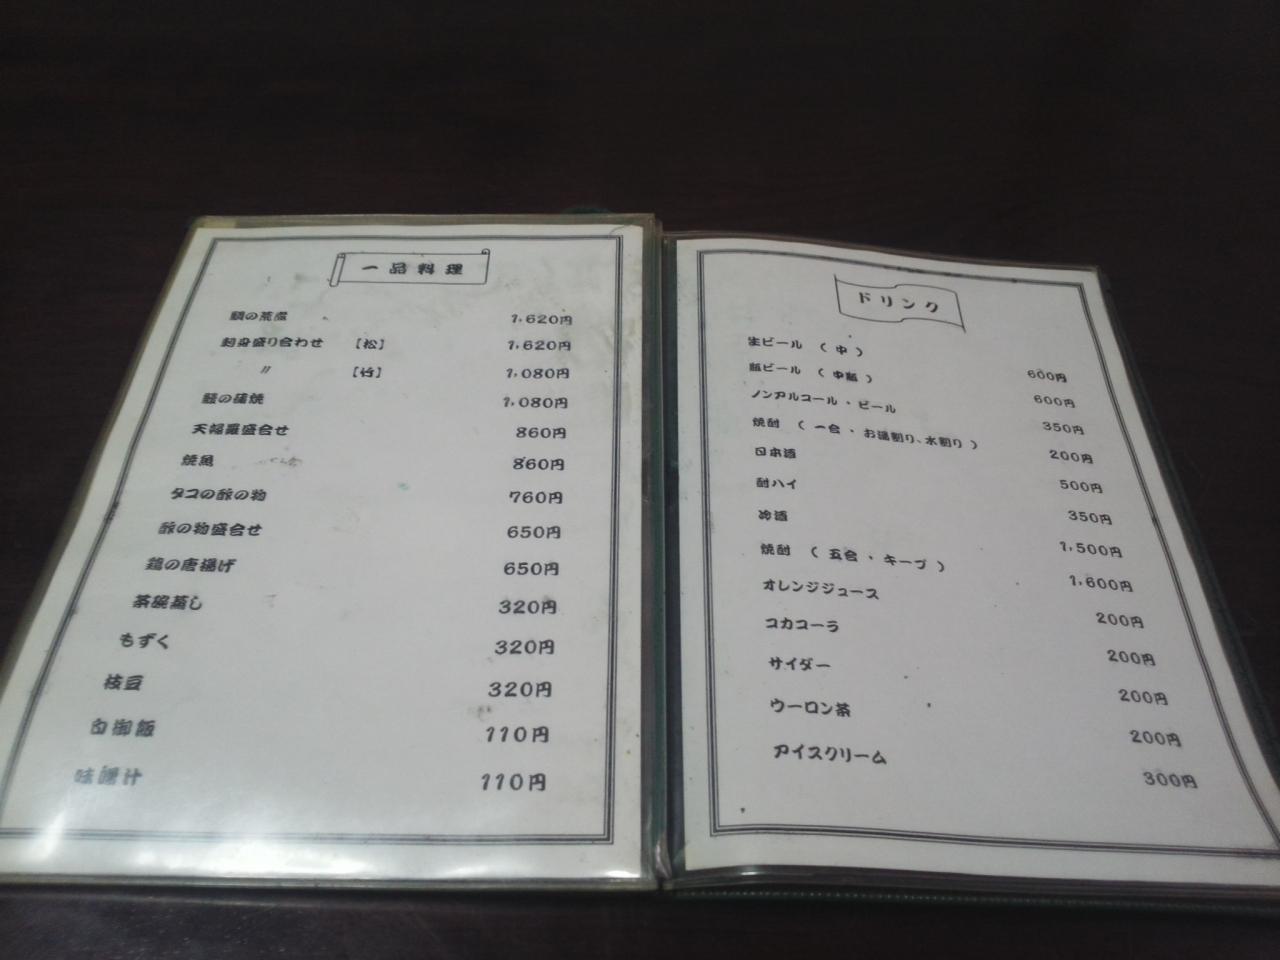 一品料理
鯛の荒煮 1,620円
刺身盛り合わせ [松] 1,620円
〃 [竹] 1,080円
鰻の蒲焼 1,080円
天婦羅盛合せ 860円
焼魚 860円
タコの酢の物 760円
酢の物盛合せ 650円
鶏の唐揚げ 650円
茶碗蒸し 320円
もずく 320円
枝豆 320円
白御飯 110円
味噌汁 110円
ドリンク
生ビール (中) 600円
瓶ビール (中瓶) 600円
ノンアルコール・ビール 350円
焼酎 (一合・お湯割り、水割り) 200円
日本酒 500円
酎ハイ 350円
冷酒 1,500円
焼酎 (五合・キープ) 1,600円
オレンジジュース 200円
コカコーラ 200円
サイダー 200円
ウーロン茶 200円
アイスクリーム 300円